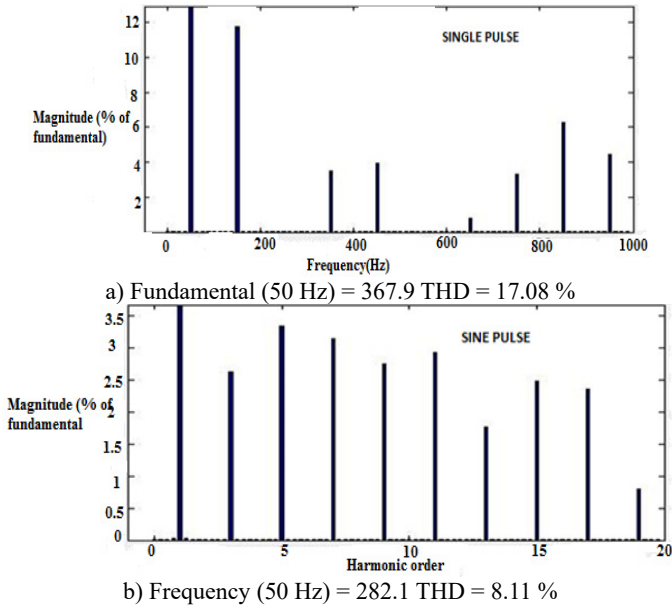 12
10
8
6
4
2
SINGLE PULSE
Magnitude (% of
fundamental)
0 200 400 600 800 1000
Frequency(Hz)
a) Fundamental (50 Hz) = 367.9 THD = 17.08 %
3.5
3
2.5
2
1.5
1
0.5
0
SINE PULSE
Magnitude (% of
fundamental
0 5 10 15 20
Harmonic order
b) Frequency (50 Hz) = 282.1 THD = 8.11 %